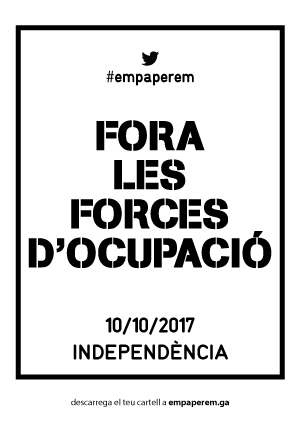 #empaperem
FORA
LES
FORCES
D'OCUPACIÓ
10/10/2017
INDEPENDÈNCIA
descarrega el teu cartell a empaperem.ga